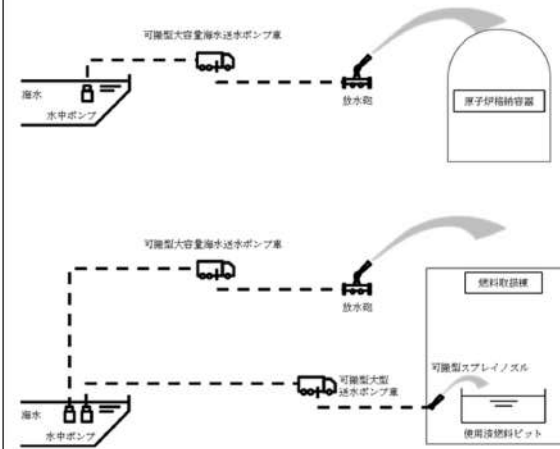 可搬型大容量海水送水ポンプ車
海水
水中ポンプ
放水砲
原子炉格納容器
可搬型大容量海水送水ポンプ車
放水砲
燃料取扱棟
可搬型大型
送水ポンプ車
可搬型スプレイノズル
海水
水中ポンプ
使用済燃料ピット